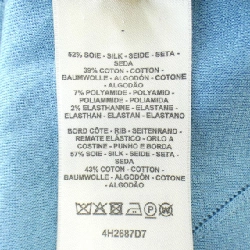 52% SOIE - SILK - SEIDE - SETA -
SEDA
39% COTON - COTTON -
BAUMWOLLE - ALGODÓN - COTONE
ALGODÃO
7% POLYAMIDE - POLYAMID -
POLIAMMIDE - POLIAMIDA
2% ELASTHANNE - ELASTAN -
ELASTHAN - ELASTAN - ELASTANO
BORD CÔTE - RIB - SEITENRAND -
REMATE ELÁSTICO - ORLO A
COSTINE - PUNHO E BORDA
57% SOIE - SILK - SEIDE - SETA -
SEDA
43% COTON - COTTON -
BAUMWOLLE - ALGODÓN - COTONE
ALGODÃO
4H2687D7